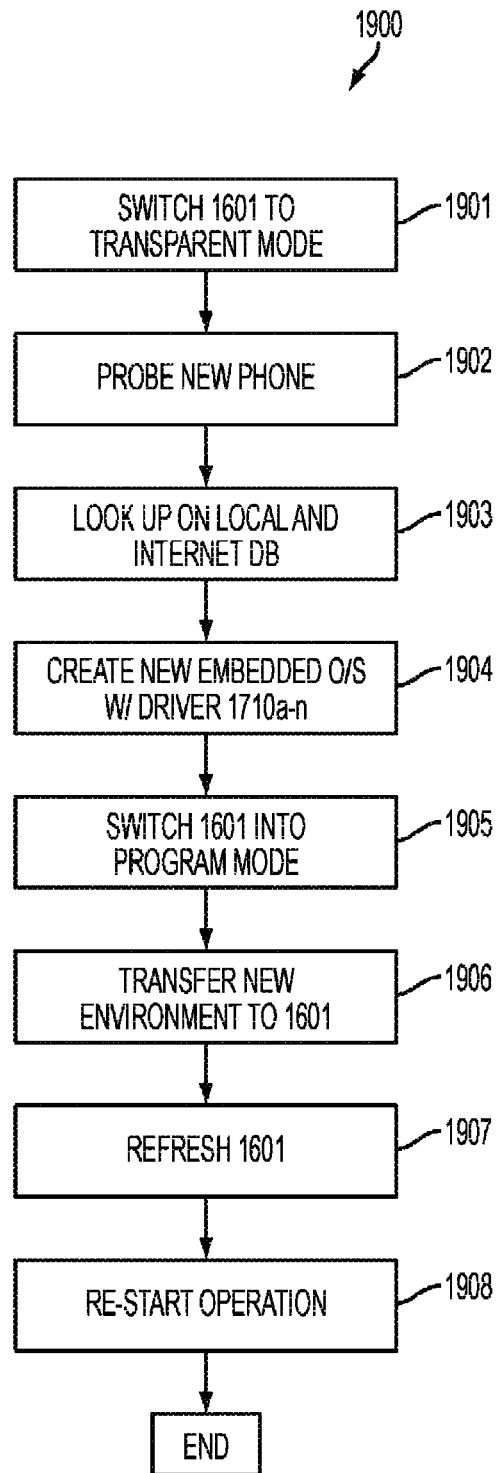 1900
SWITCH 1601 TO
TRANSPARENT MODE
1901
PROBE NEW PHONE
1902
LOOK UP ON LOCAL AND
INTERNET DB
1903
CREATE NEW EMBEDDED O/S
W/ DRIVER 1710a-n
1904
SWITCH 1601 INTO
PROGRAM MODE
1905
TRANSFER NEW
ENVIRONMENT TO 1601
1906
REFRESH 1601
1907
RE-START OPERATION
1908
END